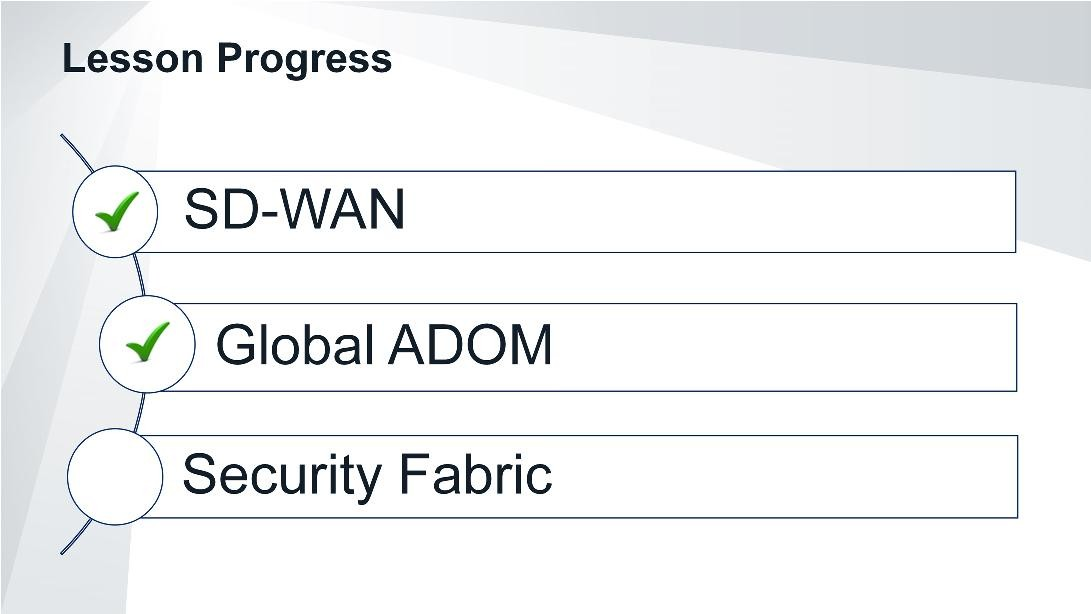 Lesson Progress
SD-WAN
Global ADOM
Security Fabric